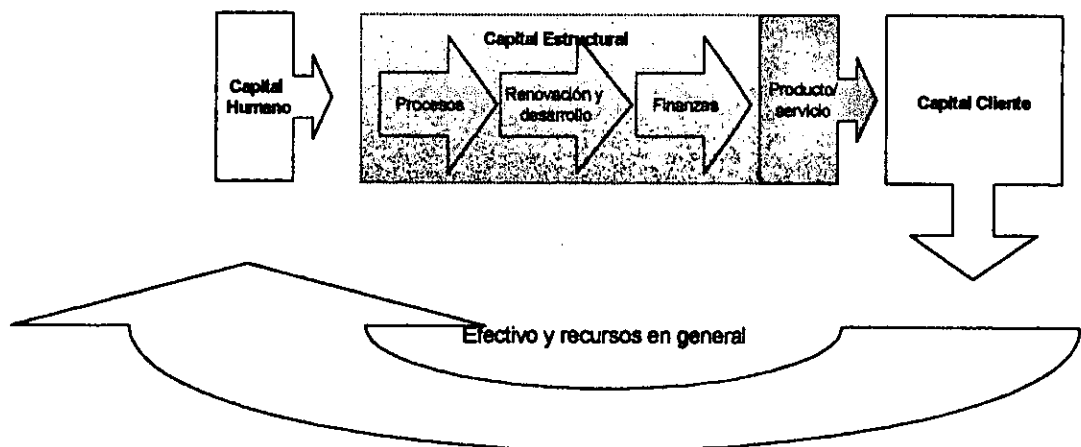 Capital Estructural
Capital
Humano
Procesos
Renovación y
desarrollo
Finanzas
Producto/
servicio
Capital Cliente
Efectivo y recursos en general